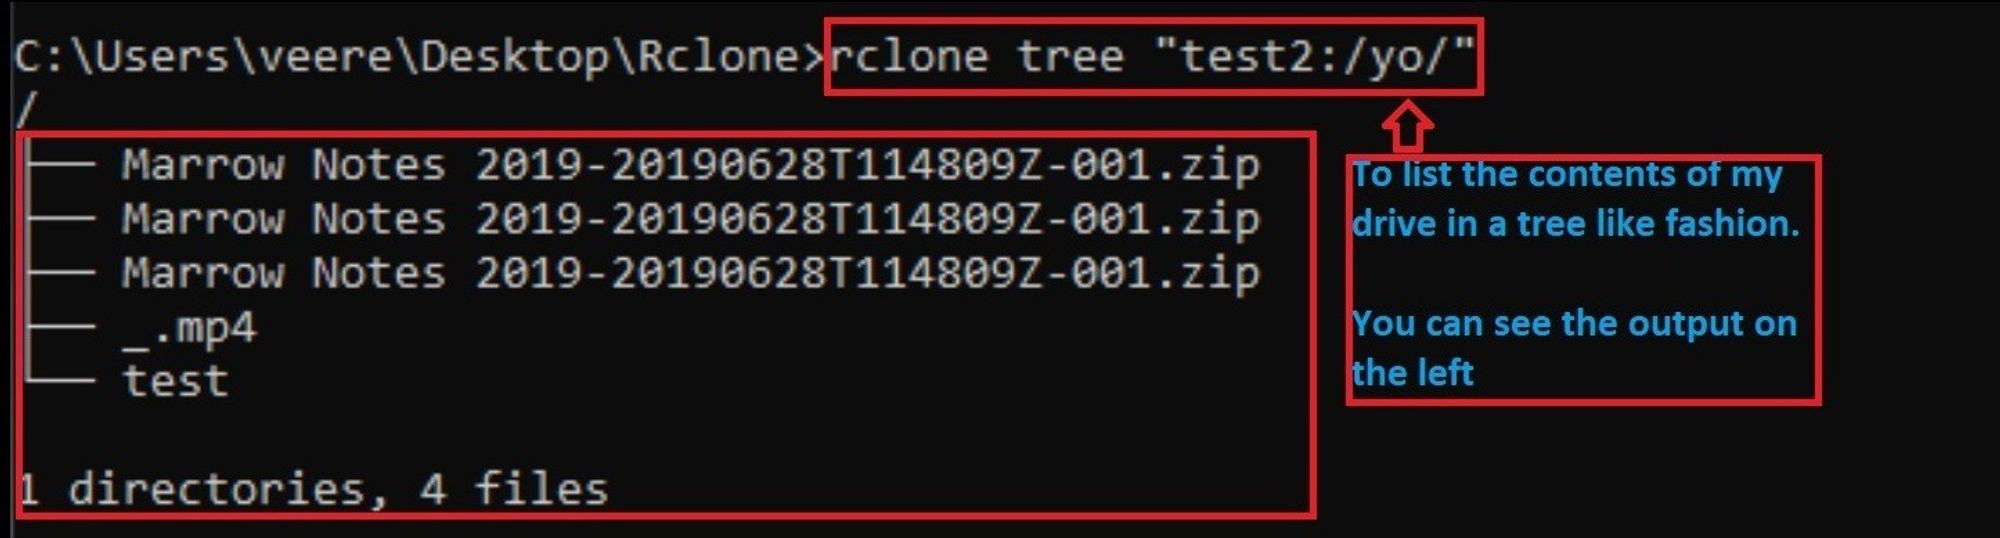 C:\Users\veere\Desktop\Rclone>rclone tree "test2:/yo/"
/
├── Marrow Notes 2019-20190628T114809Z-001.zip
├── Marrow Notes 2019-20190628T114809Z-001.zip
├── Marrow Notes 2019-20190628T114809Z-001.zip
├── _.mp4
└── test
1 directories, 4 files
To list the contents of my
drive in a tree like fashion.
You can see the output on
the left